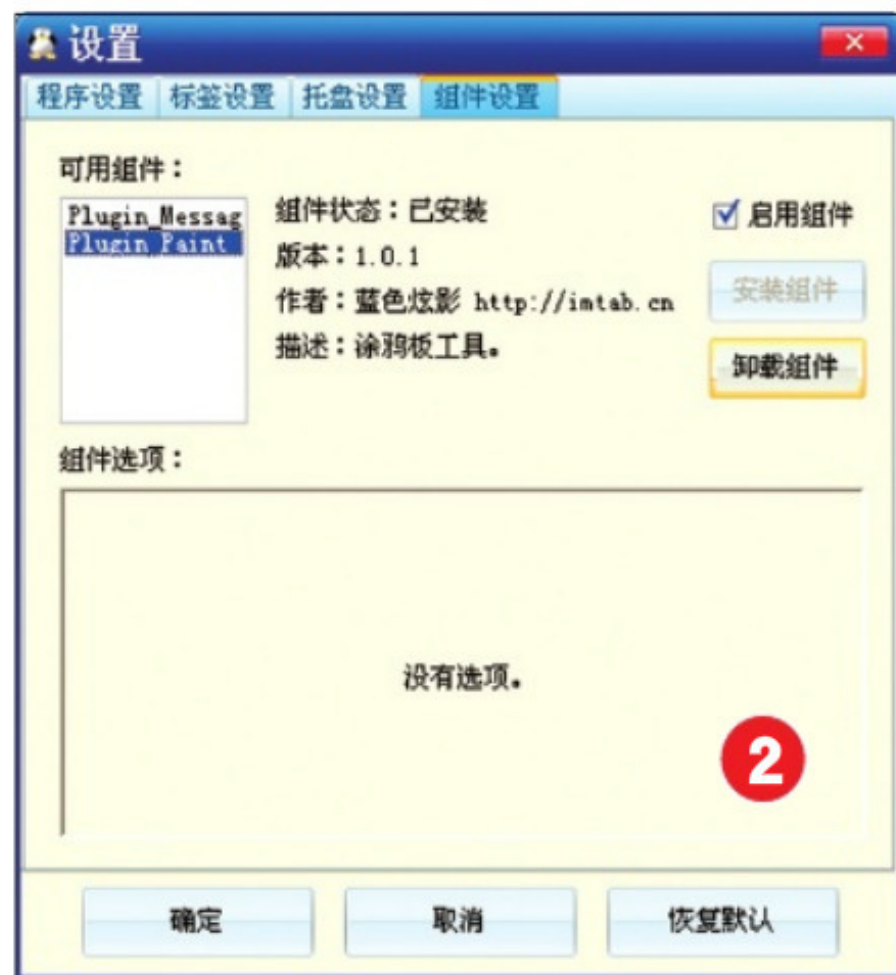 设置
程序设置 标签设置 托盘设置 组件设置
可用组件：
Plugin_Messag
Plugin_Paint
组件状态：已安装
版本：1.0.1
作者：蓝色炫影 http://imtab.cn
描述：涂鸦板工具。
启用组件
安装组件
卸载组件
组件选项：
没有选项。
2
确定 取消 恢复默认